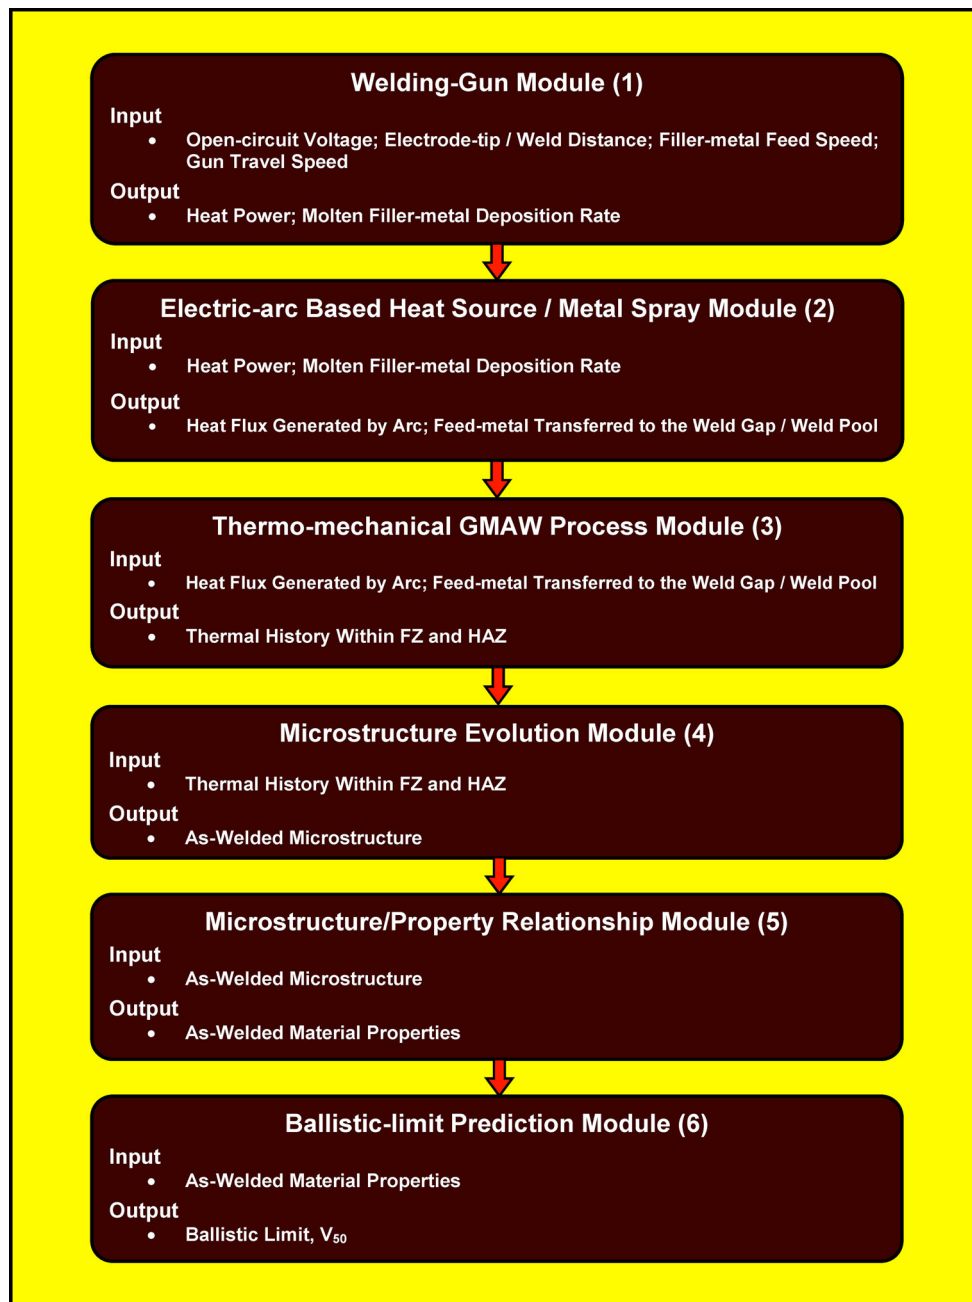 Welding-Gun Module (1)
Input
• Open-circuit Voltage; Electrode-tip / Weld Distance; Filler-metal Feed Speed;
Gun Travel Speed
Output
• Heat Power; Molten Filler-metal Deposition Rate
Electric-arc Based Heat Source / Metal Spray Module (2)
Input
• Heat Power; Molten Filler-metal Deposition Rate
Output
• Heat Flux Generated by Arc; Feed-metal Transferred to the Weld Gap / Weld Pool
Thermo-mechanical GMAW Process Module (3)
Input
• Heat Flux Generated by Arc; Feed-metal Transferred to the Weld Gap / Weld Pool
Output
• Thermal History Within FZ and HAZ
Microstructure Evolution Module (4)
Input
• Thermal History Within FZ and HAZ
Output
• As-Welded Microstructure
Microstructure/Property Relationship Module (5)
Input
• As-Welded Microstructure
Output
• As-Welded Material Properties
Ballistic-limit Prediction Module (6)
Input
• As-Welded Material Properties
Output
• Ballistic Limit, V₅₀